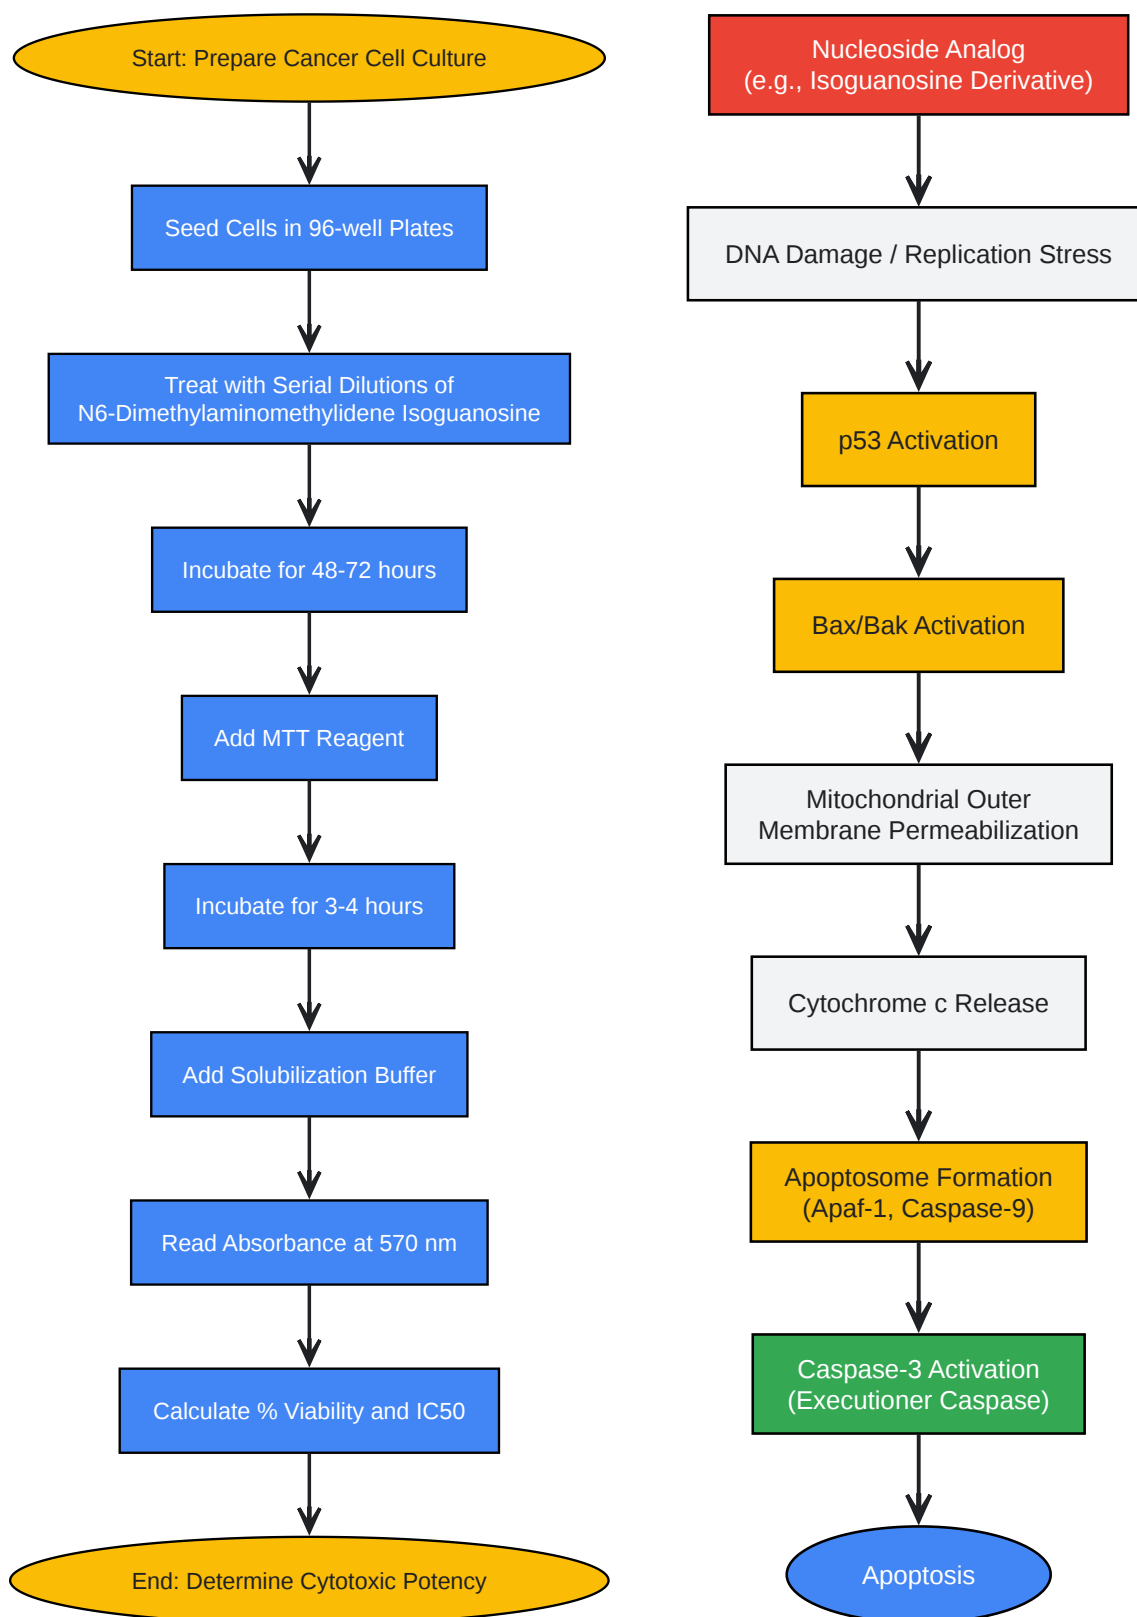 Start: Prepare Cancer Cell Culture
Seed Cells in 96-well Plates
Treat with Serial Dilutions of
N6-Dimethylaminomethylidene Isoguanosine
Incubate for 48-72 hours
Add MTT Reagent
Incubate for 3-4 hours
Add Solubilization Buffer
Read Absorbance at 570 nm
Calculate % Viability and IC50
End: Determine Cytotoxic Potency
Nucleoside Analog
(e.g., Isoguanosine Derivative)
DNA Damage / Replication Stress
p53 Activation
Bax/Bak Activation
Mitochondrial Outer
Membrane Permeabilization
Cytochrome c Release
Apoptosome Formation
(Apaf-1, Caspase-9)
Caspase-3 Activation
(Executioner Caspase)
Apoptosis